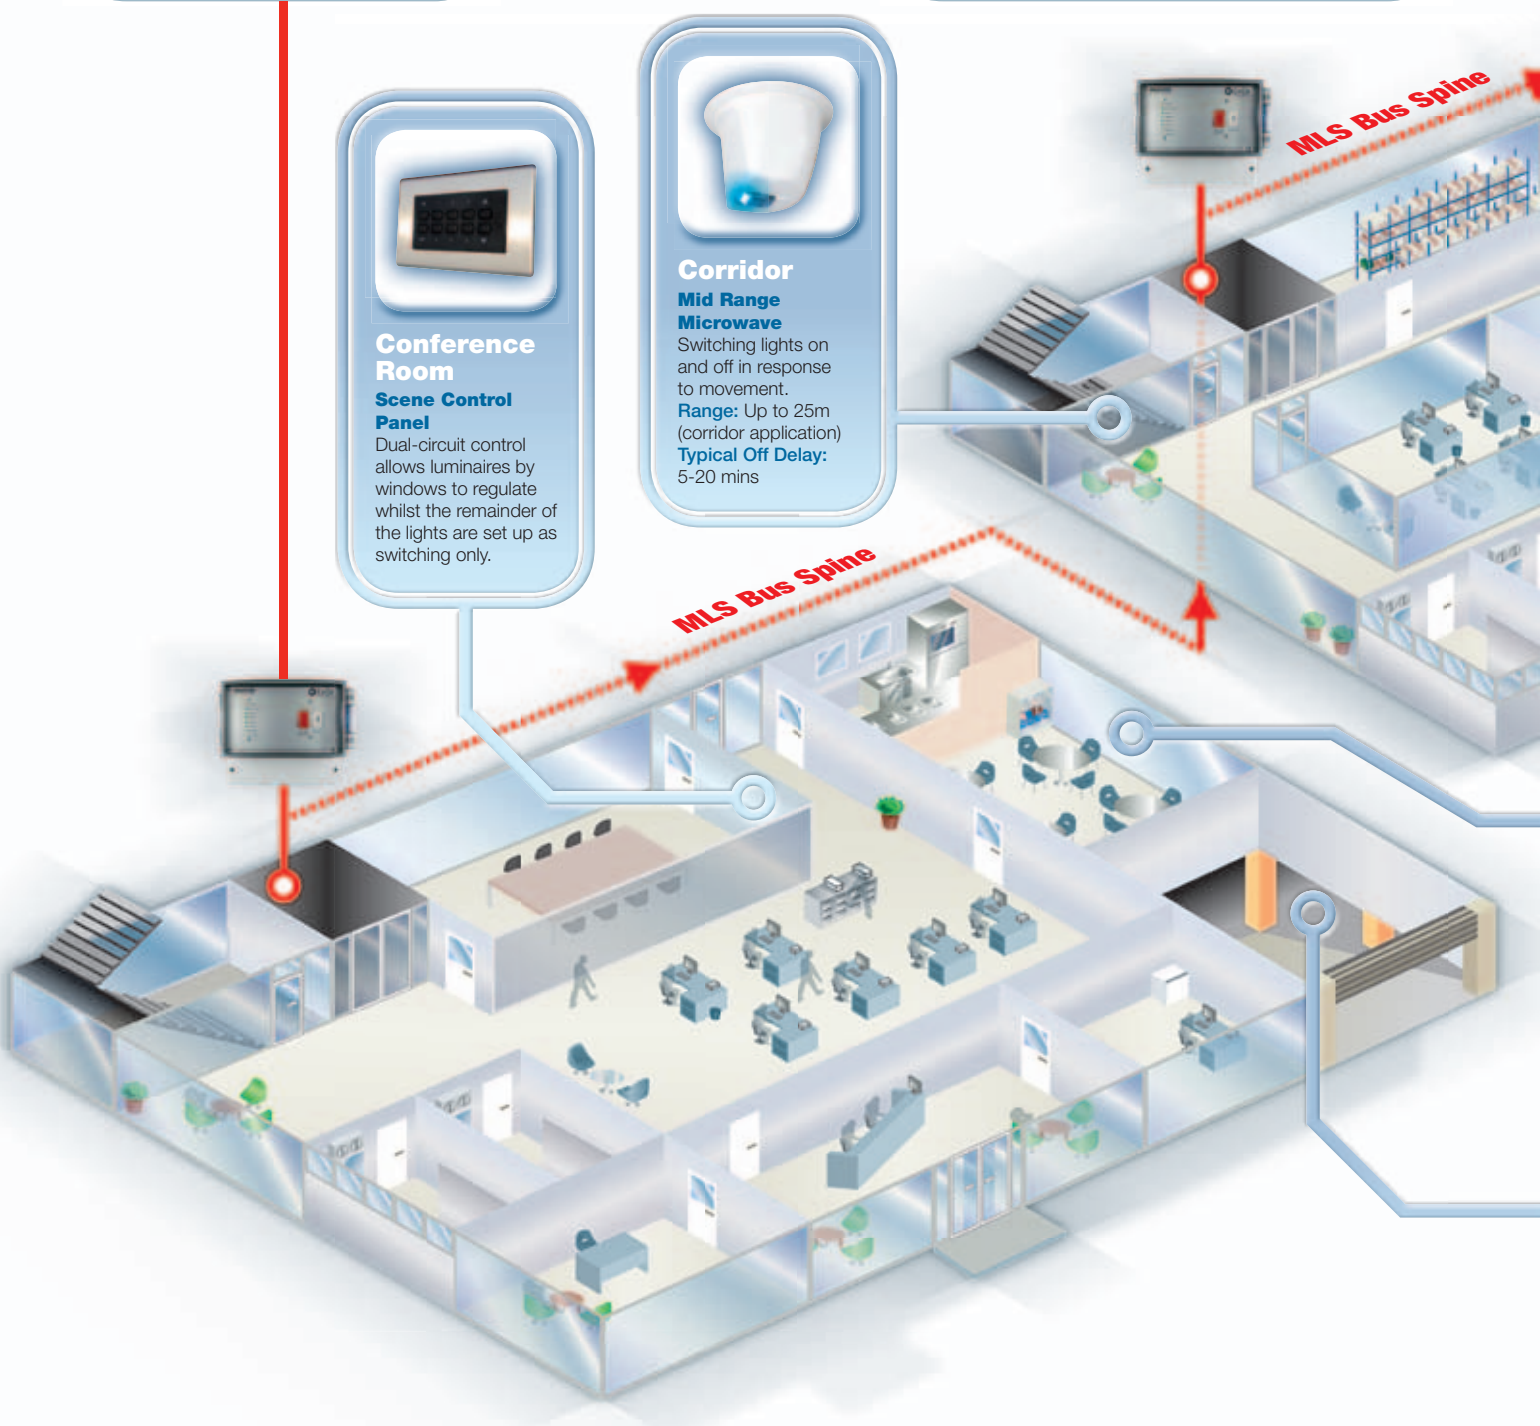 MLS Bus Spine
Corridor
Mid Range
Microwave
Switching lights on
and off in response
to movement.
Range: Up to 25m
(corridor application)
Typical Off Delay:
5-20 mins
Conference
Room
Scene Control
Panel
Dual-circuit control
allows luminaires by
windows to regulate
whilst the remainder of
the lights are set up as
switching only.
MLS Bus Spine